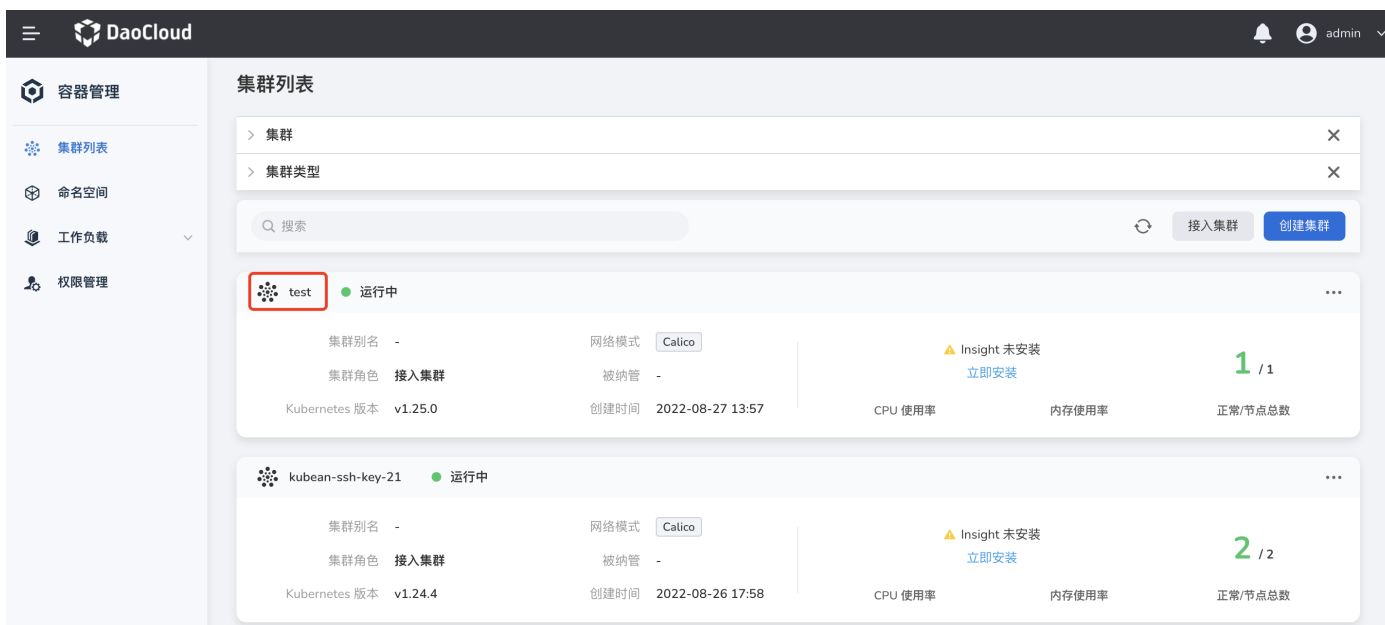 DaoCloud
admin
容器管理
集群列表
命名空间
工作负载
权限管理
集群列表
集群
集群类型
搜索
接入集群
创建集群
test
运行中
集群别名 -
网络模式 Calico
集群角色 接入集群
被纳管 -
Kubernetes 版本 v1.25.0
创建时间 2022-08-27 13:57
Insight 未安装
立即安装
1 / 1
CPU 使用率
内存使用率
正常/节点总数
kubean-ssh-key-21
运行中
集群别名 -
网络模式 Calico
集群角色 接入集群
被纳管 -
Kubernetes 版本 v1.24.4
创建时间 2022-08-26 17:58
Insight 未安装
立即安装
2 / 2
CPU 使用率
内存使用率
正常/节点总数